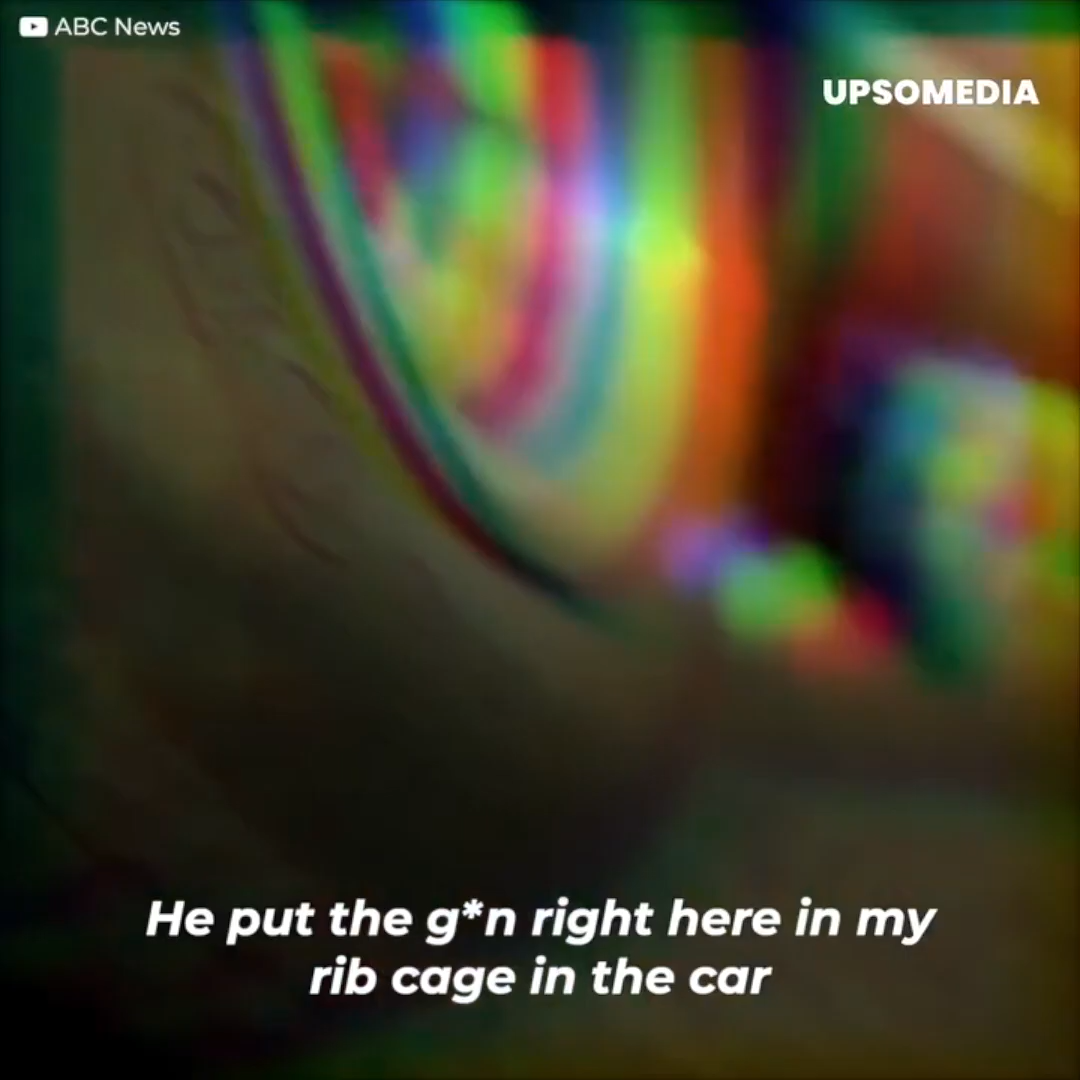 ABC News
UPSOMEDIA
He put the g*n right here in my
rib cage in the car